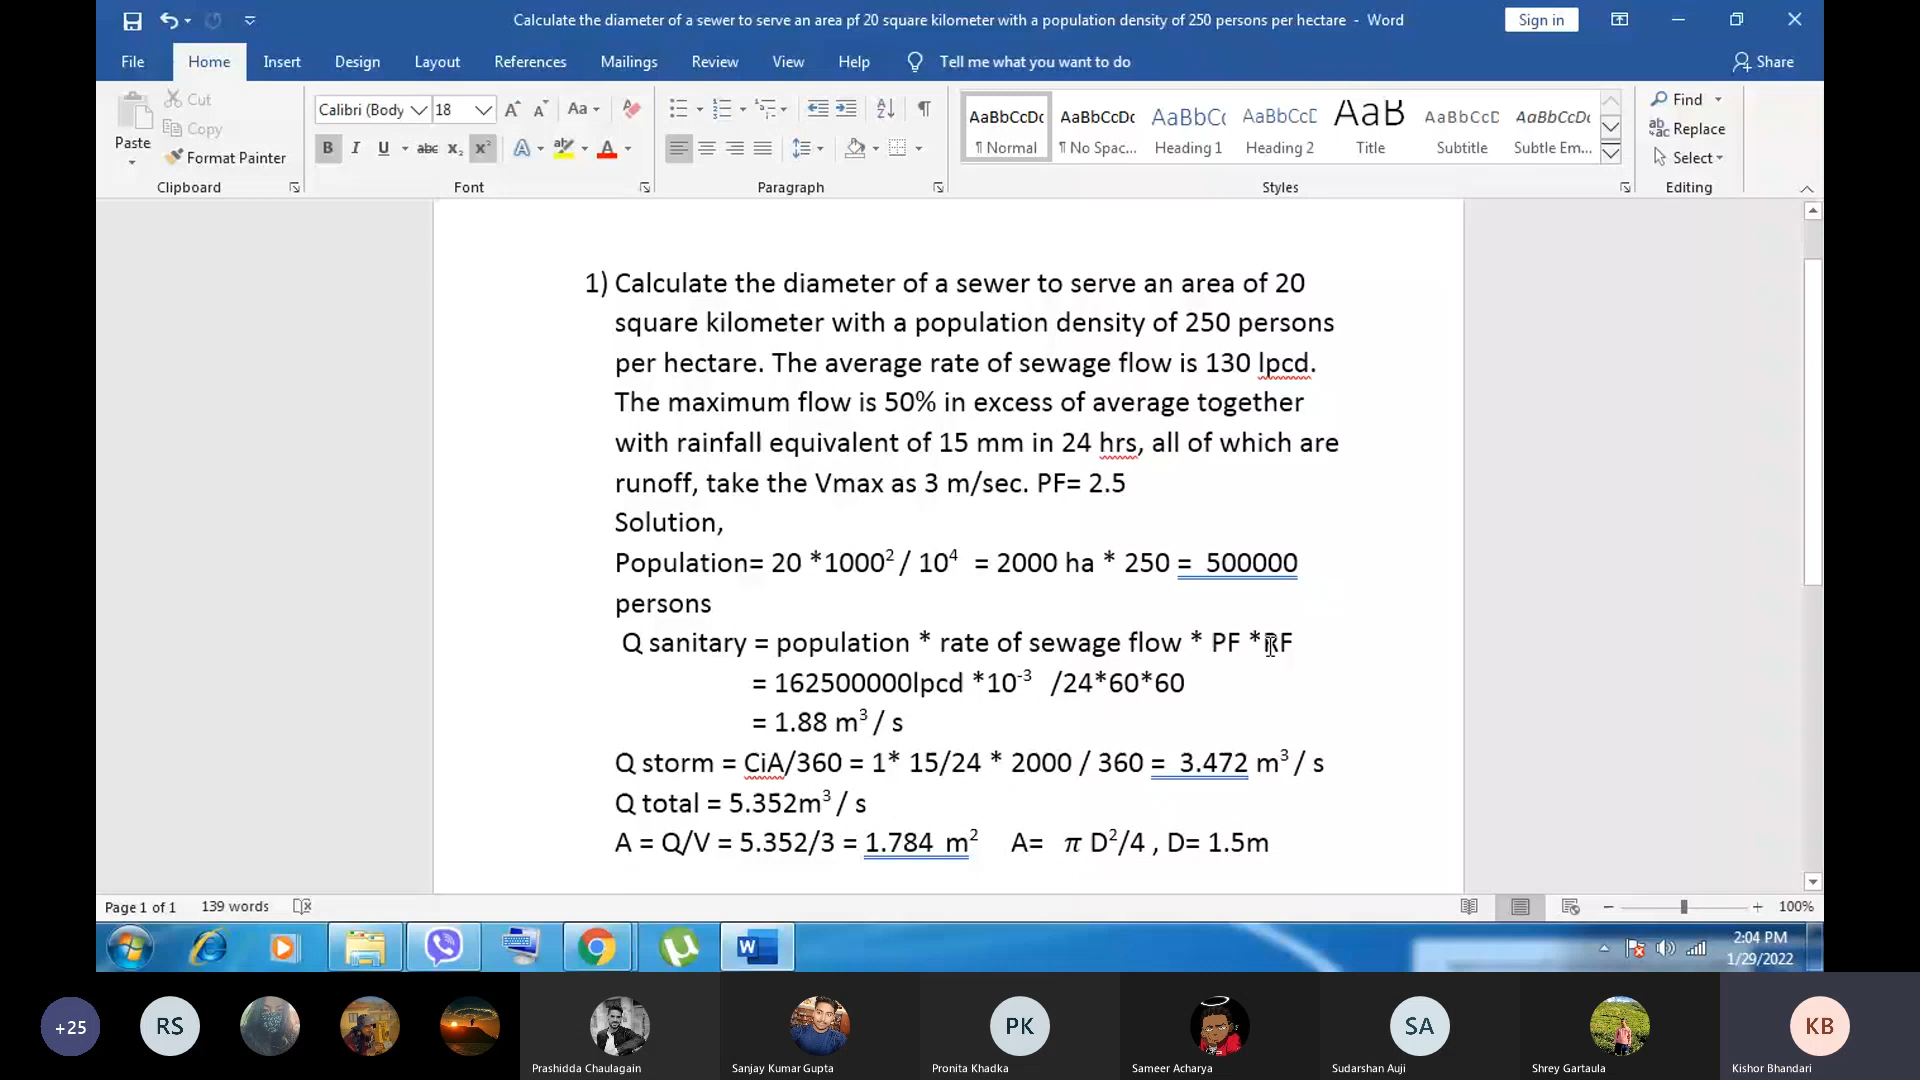 Calculate the diameter of a sewer to serve an area pf 20 square kilometer with a population density of 250 persons per hectare - Word
Sign in
File Home Insert Design Layout References Mailings Review View Help Tell me what you want to do Share
Cut
Copy
Paste
Format Painter
Clipboard
Calibri (Body 18
Aa
B I U abc x₂ x² A A
Font
Paragraph
AaBbCcDc AaBbCcDc AaBbCc AaBbCcD AaB AaBbCcD AaBbCcDc
¶ Normal ¶ No Spac... Heading 1 Heading 2 Title Subtitle Subtle Em...
Styles
Find
Replace
Select
Editing
1) Calculate the diameter of a sewer to serve an area of 20
square kilometer with a population density of 250 persons
per hectare. The average rate of sewage flow is 130 lpcd.
The maximum flow is 50% in excess of average together
with rainfall equivalent of 15 mm in 24 hrs, all of which are
runoff, take the Vmax as 3 m/sec. PF= 2.5
Solution,
Population= 20 *1000² / 10⁴ = 2000 ha * 250 = 500000
persons
Q sanitary = population * rate of sewage flow * PF *RF
= 162500000lpcd *10⁻³ /24*60*60
= 1.88 m³ / s
Q storm = CiA/360 = 1* 15/24 * 2000 / 360 = 3.472 m³ / s
Q total = 5.352m³ / s
A = Q/V = 5.352/3 = 1.784 m² A= π D²/4 , D= 1.5m
Page 1 of 1 139 words 100%
2:04 PM
1/29/2022
+25 RS PK SA KB
Prashidda Chaulagain Sanjay Kumar Gupta Pronita Khadka Sameer Acharya Sudarshan Auji Shrey Gartaula Kishor Bhandari